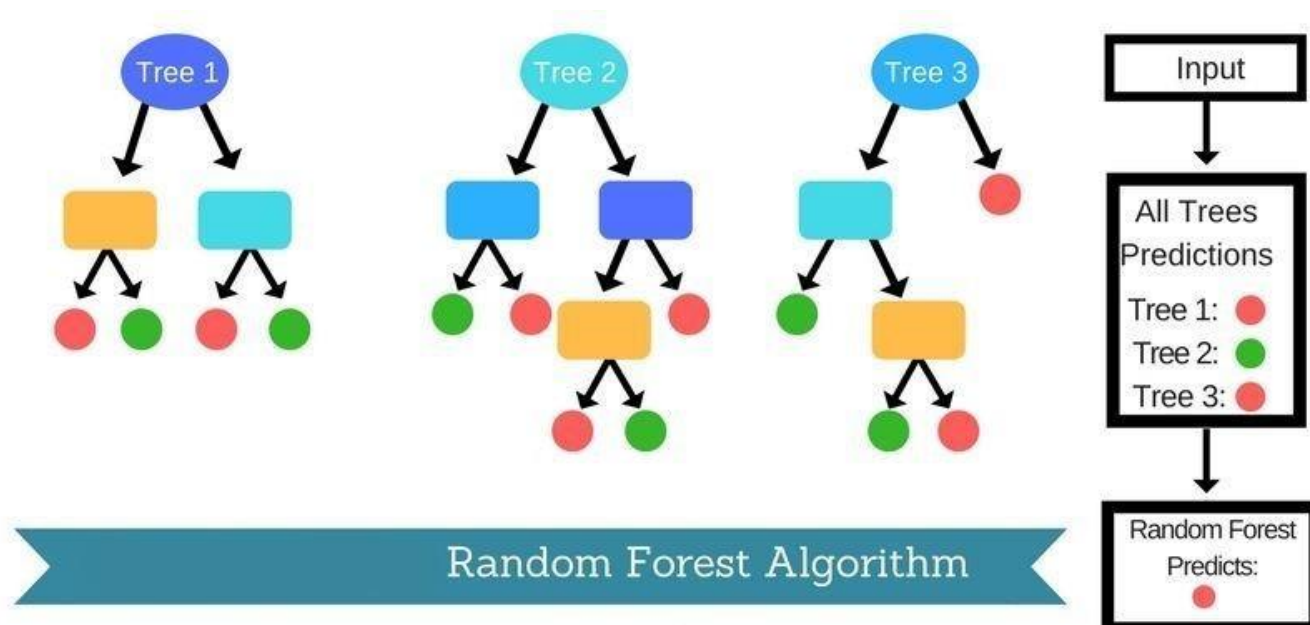 Tree 1
Tree 2
Tree 3
Input
All Trees
Predictions
Tree 1:
Tree 2:
Tree 3:
Random Forest
Predicts:
Random Forest Algorithm